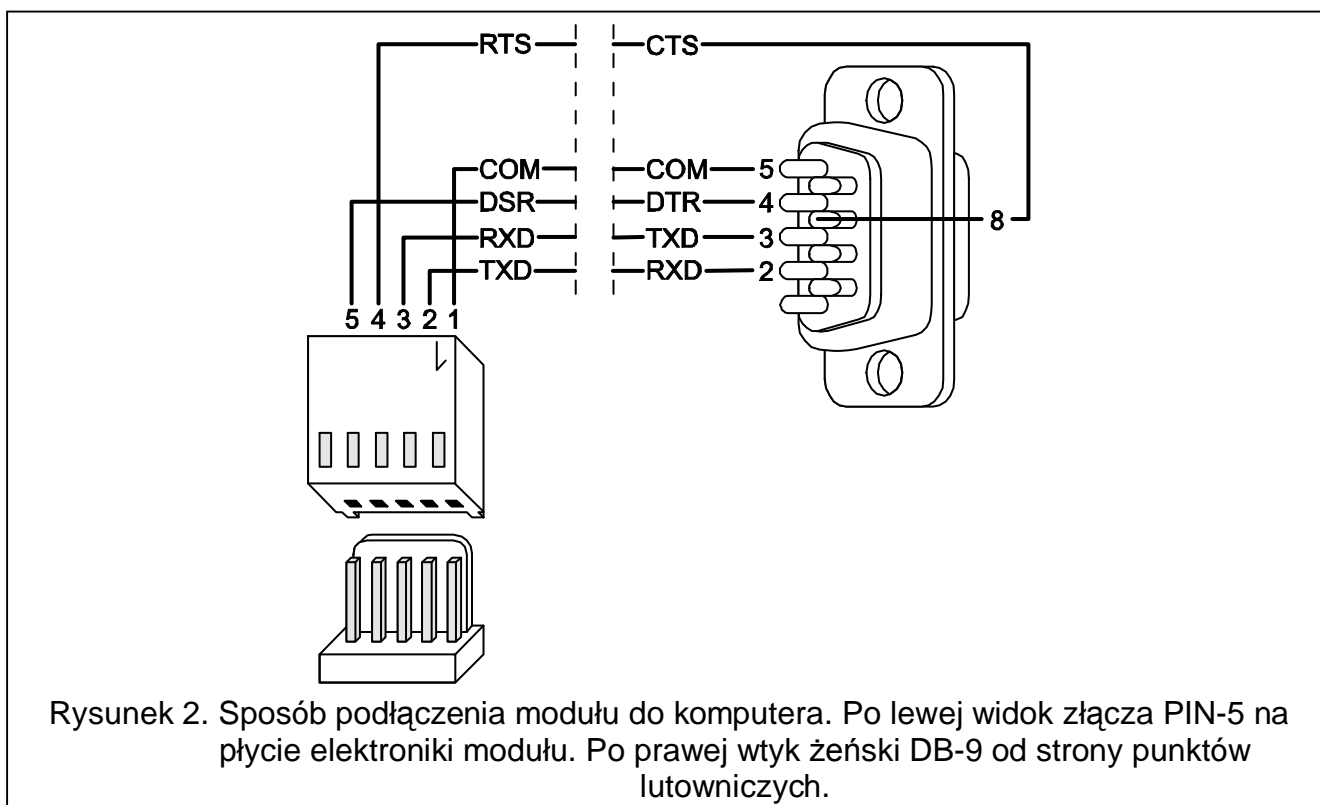 RTS CTS
COM COM 5
DSR DTR 4
8
RXD TXD 3
TXD RXD 2
5 4 3 2 1
Rysunek 2. Sposób podłączenia modułu do komputera. Po lewej widok złącza PIN-5 na
płycie elektroniki modułu. Po prawej wtyk żeński DB-9 od strony punktów
lutowniczych.